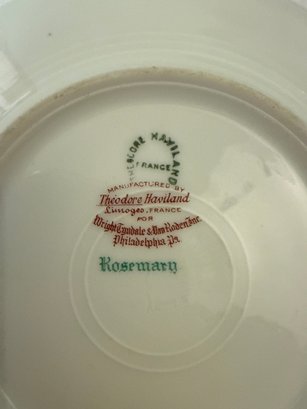 THEODORE HAVILAND
FRANCE
MANUFACTURED BY
Theodore Haviland
Limoges, FRANCE
FOR
Wright Tyndale & Van Roden Inc.
Philadelphia Pa.
Rosemary